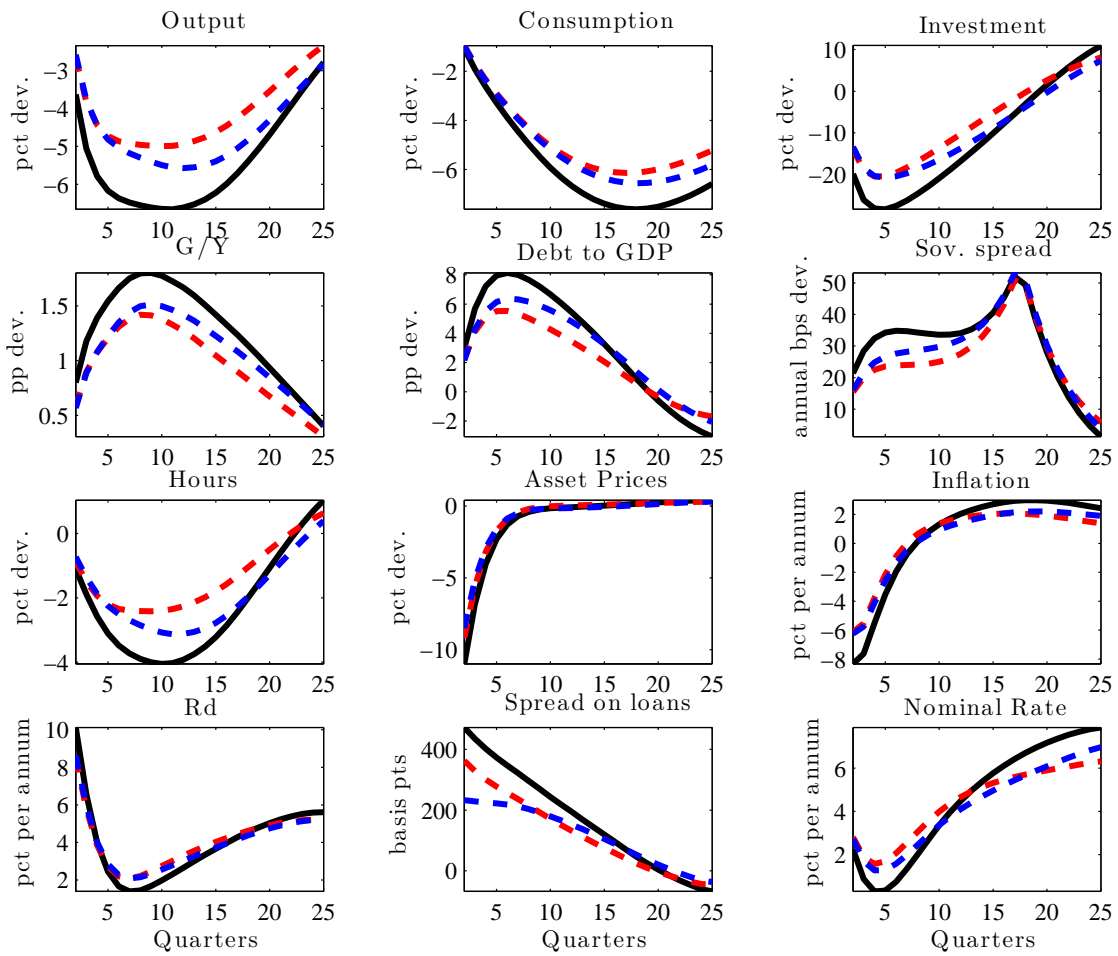 Output
Consumption
Investment
pct dev.
−3
−4
−5
−6
5 10 15 20 25
pct dev.
−2
−4
−6
5 10 15 20 25
pct dev.
10
0
−10
−20
5 10 15 20 25
G/Y
Debt to GDP
Sov. spread
pp dev.
1.5
1
0.5
5 10 15 20 25
pp dev.
8
6
4
2
0
−2
5 10 15 20 25
annual bps dev.
50
40
30
20
10
5 10 15 20 25
Hours
Asset Prices
Inflation
pct dev.
0
−2
−4
5 10 15 20 25
pct dev.
0
−5
−10
5 10 15 20 25
pct per annum
2
0
−2
−4
−6
−8
5 10 15 20 25
Rd
Spread on loans
Nominal Rate
pct per annum
10
8
6
4
2
5 10 15 20 25
Quarters
basis pts
400
200
0
5 10 15 20 25
Quarters
pct per annum
6
4
2
5 10 15 20 25
Quarters